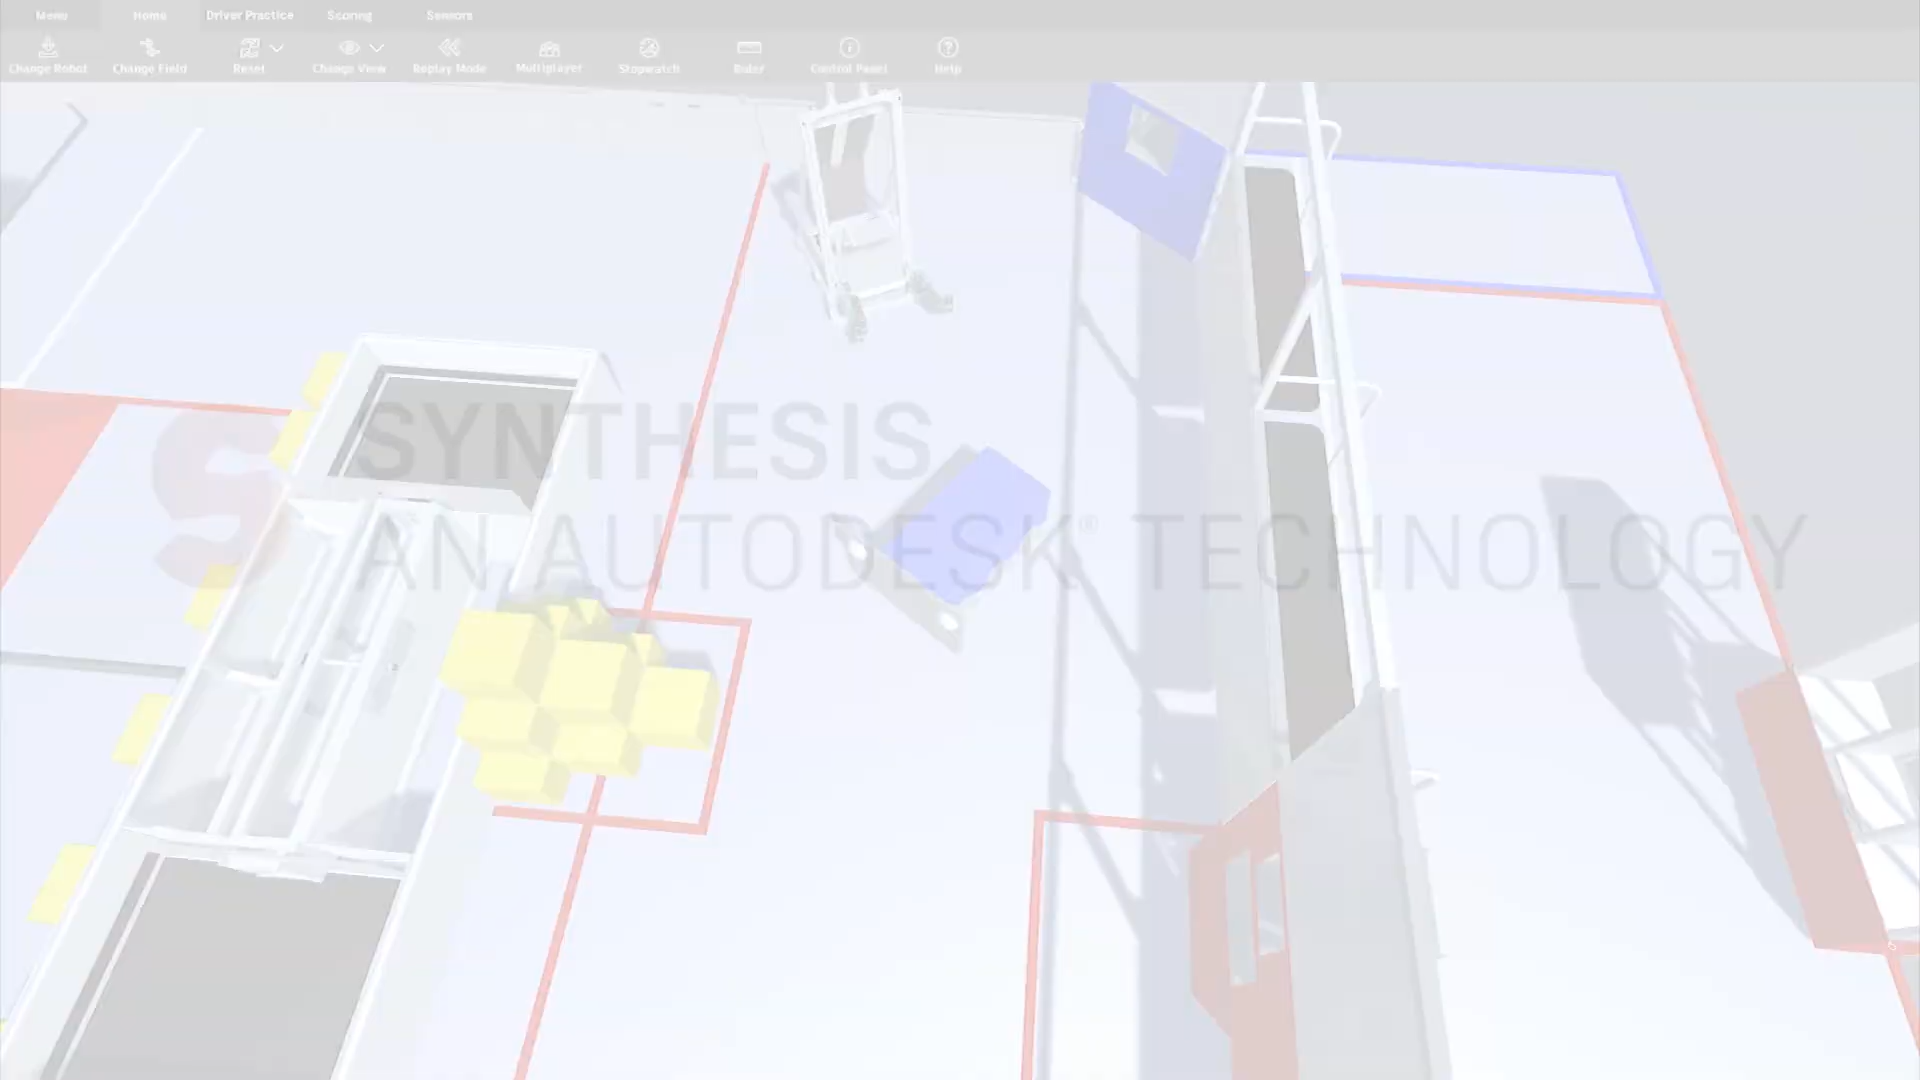 Menu Home Driver Practice Scoring Sensors
Change Robot Change Field Reset Change View Replay Mode Multiplayer Stopwatch Ruler Control Panel Help
SYNTHESIS
AN AUTODESK® TECHNOLOGY